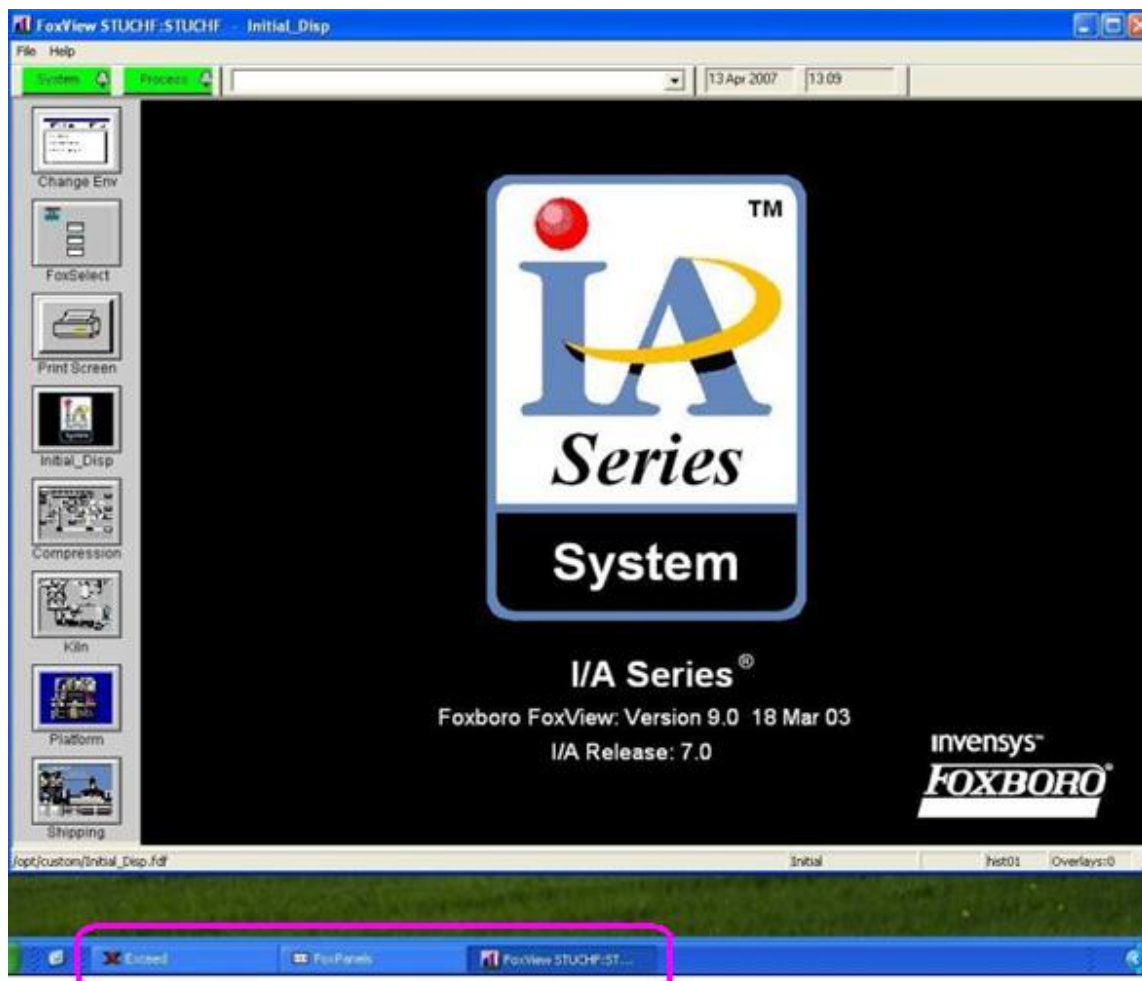 FoxView STUCHF:STUCHF - Initial_Disp
File Help
System Process 13 Apr 2007 13:09
Change Env
FoxSelect
Print Screen
Initial_Disp
Compression
Kiln
Platform
Shipping
TM
IA
Series
System
I/A Series®
Foxboro FoxView: Version 9.0 18 Mar 03
I/A Release: 7.0
invensys™
FOXBORO®
/opt/custom/Initial_Disp.fdf Initial hist01 Overlays:0
Exceed FoxPanels FoxView STUCHF:ST...